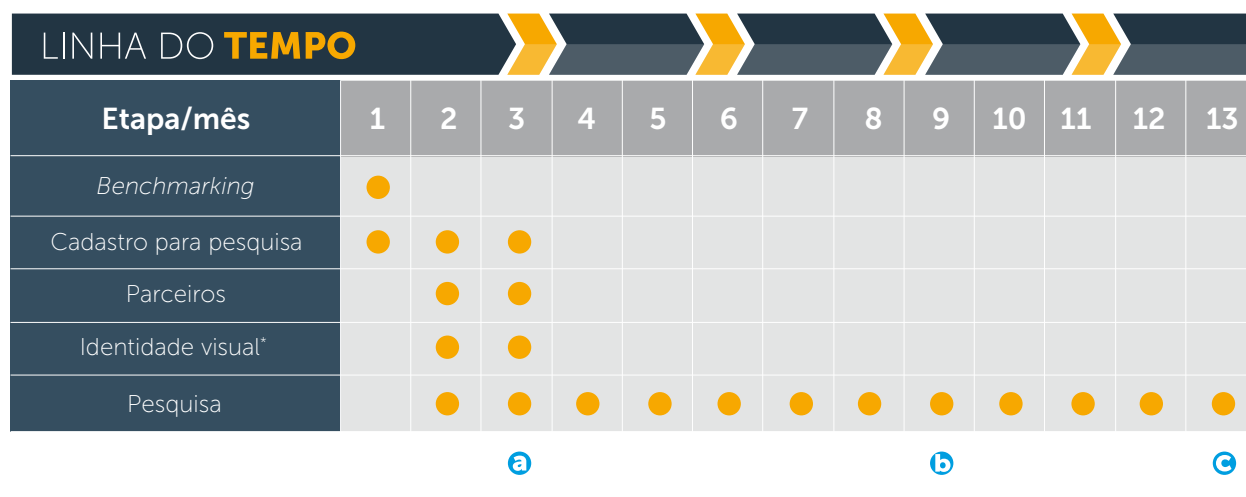 LINHA DO TEMPO
Etapa/mês 1 2 3 4 5 6 7 8 9 10 11 12 13
Benchmarking
Cadastro para pesquisa
Parceiros
Identidade visual*
Pesquisa
a b c